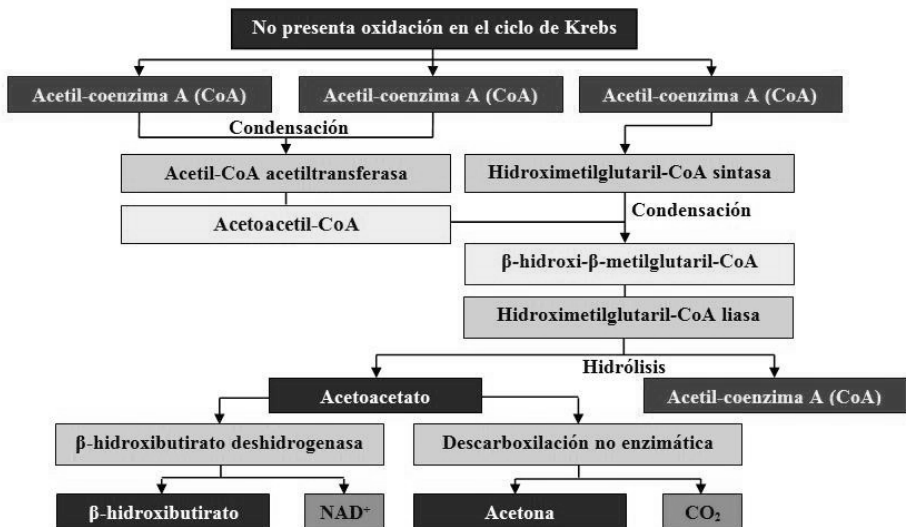 No presenta oxidación en el ciclo de Krebs
Acetil-coenzima A (CoA)
Acetil-coenzima A (CoA)
Acetil-coenzima A (CoA)
Condensación
Acetil-CoA acetiltransferasa
Hidroximetilglutaril-CoA sintasa
Acetoacetil-CoA
Condensación
β-hidroxi-β-metilglutaril-CoA
Hidroximetilglutaril-CoA liasa
Hidrólisis
Acetoacetato
Acetil-coenzima A (CoA)
β-hidroxibutirato deshidrogenasa
Descarboxilación no enzimática
β-hidroxibutirato
NAD⁺
Acetona
CO₂